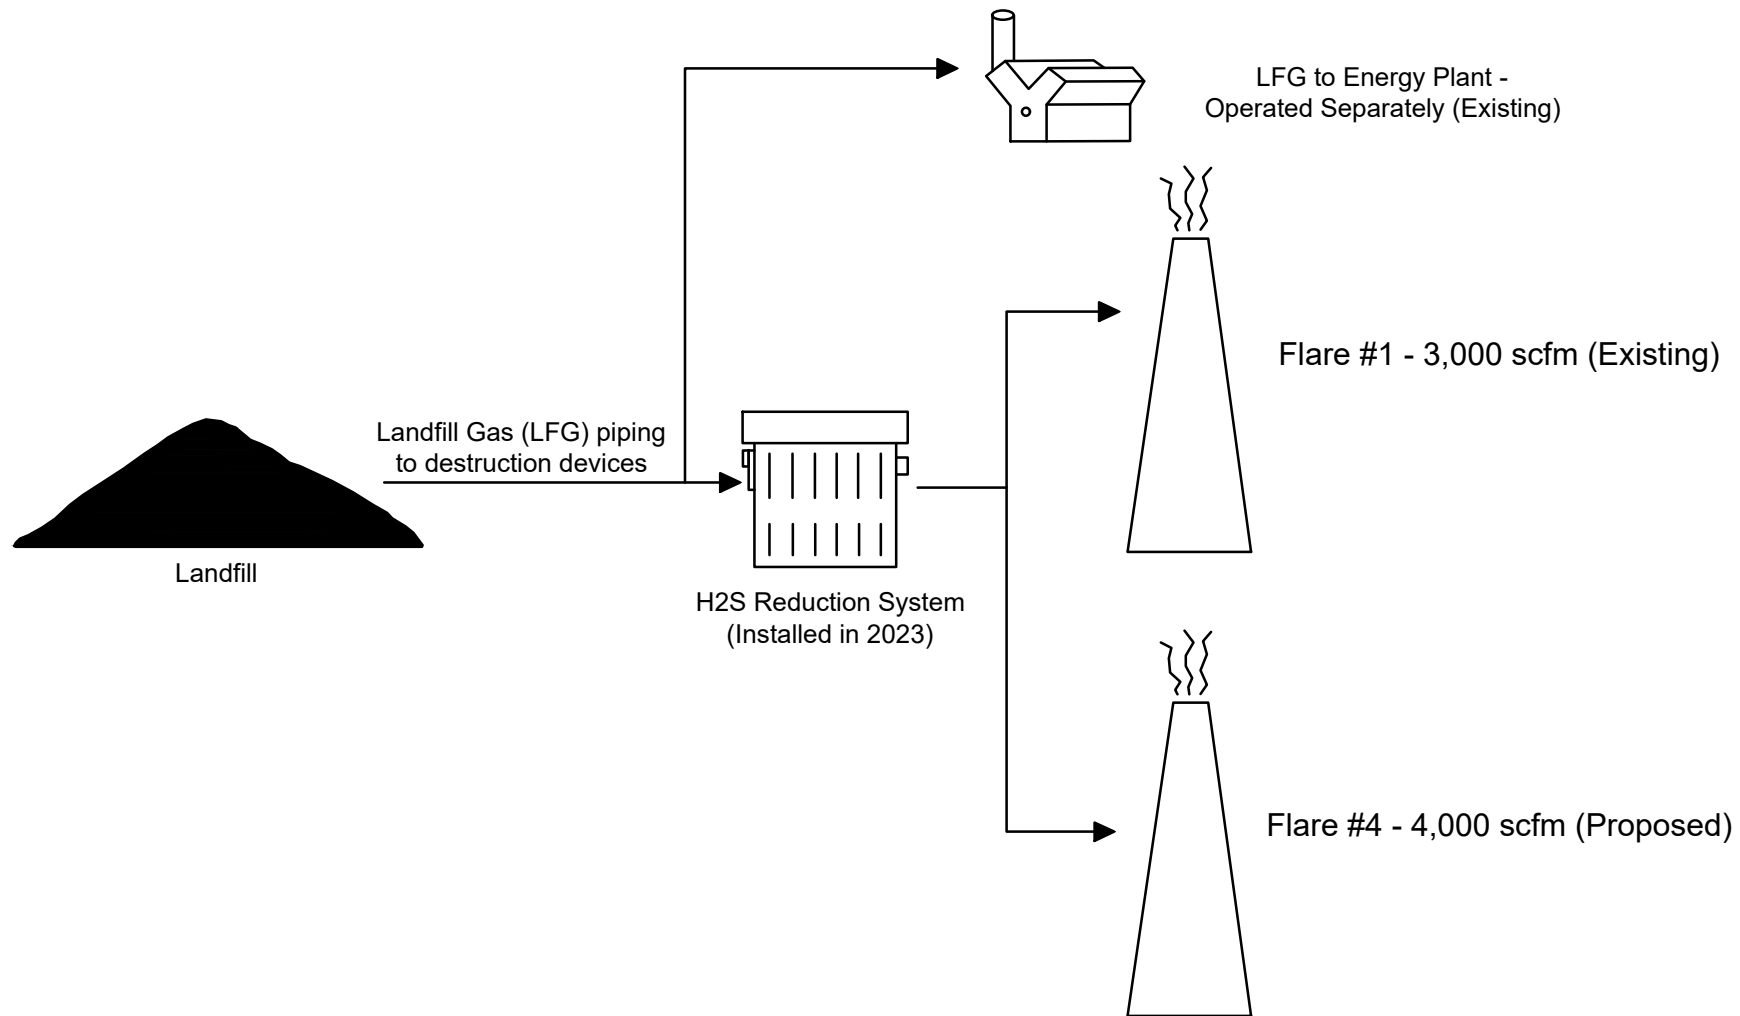 LFG to Energy Plant -
Operated Separately (Existing)
Flare #1 - 3,000 scfm (Existing)
Landfill Gas (LFG) piping
to destruction devices
Landfill
H2S Reduction System
(Installed in 2023)
Flare #4 - 4,000 scfm (Proposed)